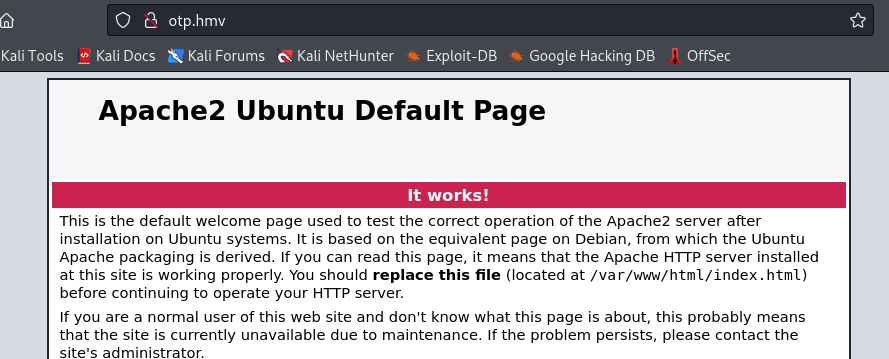 otp.hmv
Kali Tools Kali Docs Kali Forums Kali NetHunter Exploit-DB Google Hacking DB OffSec
Apache2 Ubuntu Default Page
It works!
This is the default welcome page used to test the correct operation of the Apache2 server after
installation on Ubuntu systems. It is based on the equivalent page on Debian, from which the Ubuntu
Apache packaging is derived. If you can read this page, it means that the Apache HTTP server installed
at this site is working properly. You should replace this file (located at /var/www/html/index.html)
before continuing to operate your HTTP server.
If you are a normal user of this web site and don't know what this page is about, this probably means
that the site is currently unavailable due to maintenance. If the problem persists, please contact the
site's administrator.